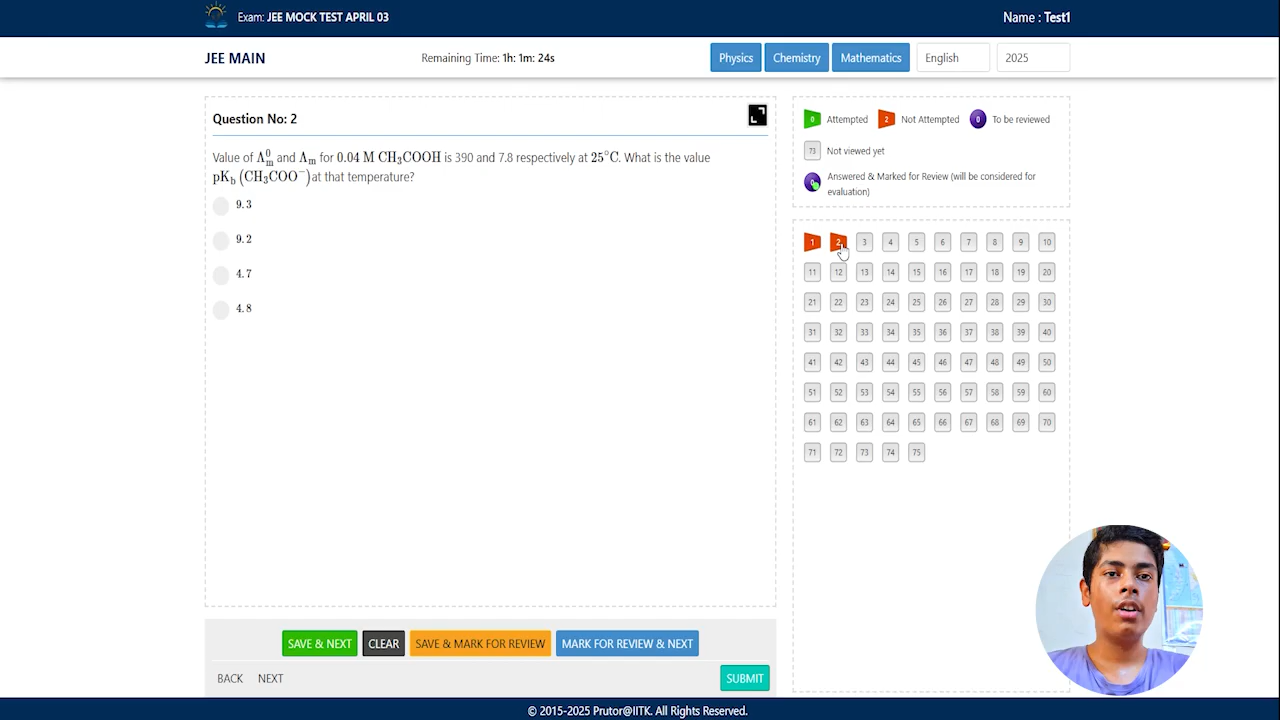 Exam: JEE MOCK TEST APRIL 03
Name : Test1
JEE MAIN
Remaining Time: 1h: 1m: 24s
Physics
Chemistry
Mathematics
English
2025
Question No: 2
Value of Λ⁰ₘ and Λₘ for 0.04 M CH₃COOH is 390 and 7.8 respectively at 25°C. What is the value
pK_b (CH₃COO⁻) at that temperature?
9.3
9.2
4.7
4.8
0 Attempted
2 Not Attempted
0 To be reviewed
73 Not viewed yet
0 Answered & Marked for Review (will be considered for
evaluation)
1 2 3 4 5 6 7 8 9 10
11 12 13 14 15 16 17 18 19 20
21 22 23 24 25 26 27 28 29 30
31 32 33 34 35 36 37 38 39 40
41 42 43 44 45 46 47 48 49 50
51 52 53 54 55 56 57 58 59 60
61 62 63 64 65 66 67 68 69 70
71 72 73 74 75
SAVE & NEXT
CLEAR
SAVE & MARK FOR REVIEW
MARK FOR REVIEW & NEXT
BACK
NEXT
SUBMIT
© 2015-2025 Prutor@IITK. All Rights Reserved.